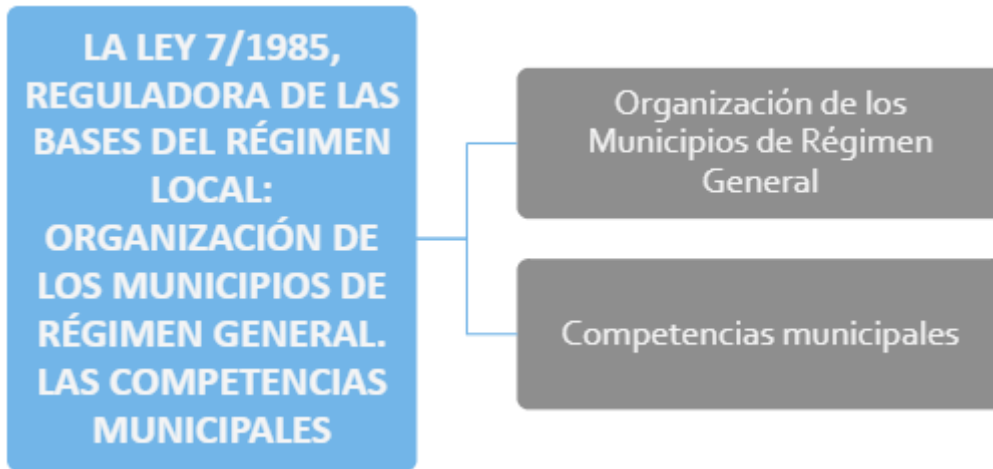 LA LEY 7/1985,
REGULADORA DE LAS
BASES DEL RÉGIMEN
LOCAL:
ORGANIZACIÓN DE
LOS MUNICIPIOS DE
RÉGIMEN GENERAL.
LAS COMPETENCIAS
MUNICIPALES
Organización de los
Municipios de Régimen
General
Competencias municipales